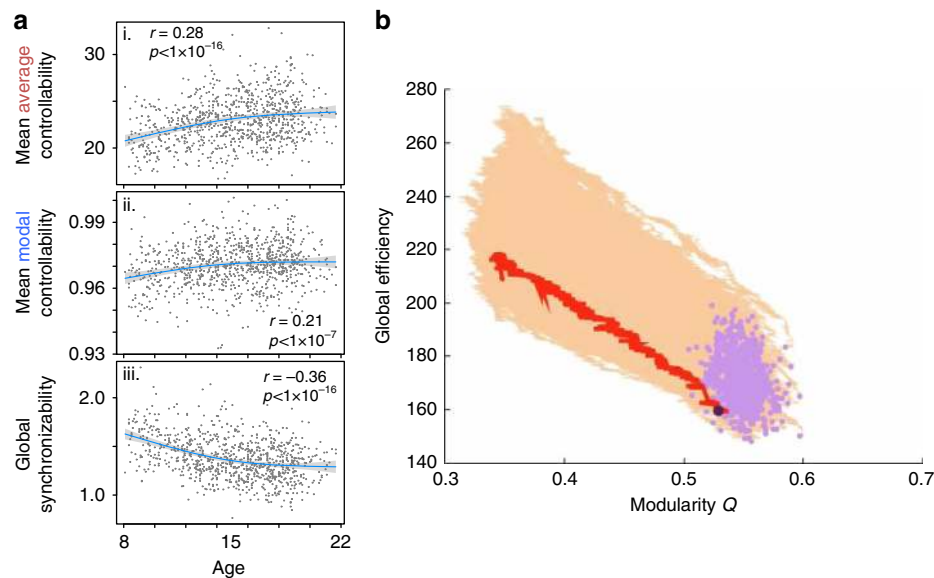 a
Mean average
controllability
i.
r = 0.28
p<1×10−16
30
20
Mean modal
controllability
ii.
0.99
0.96
0.93
r = 0.21
p<1×10−7
Global
synchronizability
iii.
r = −0.36
p<1×10−16
2.0
1.0
8
15
22
Age
b
Global efficiency
280
260
240
220
200
180
160
140
0.3
0.4
0.5
0.6
0.7
Modularity Q